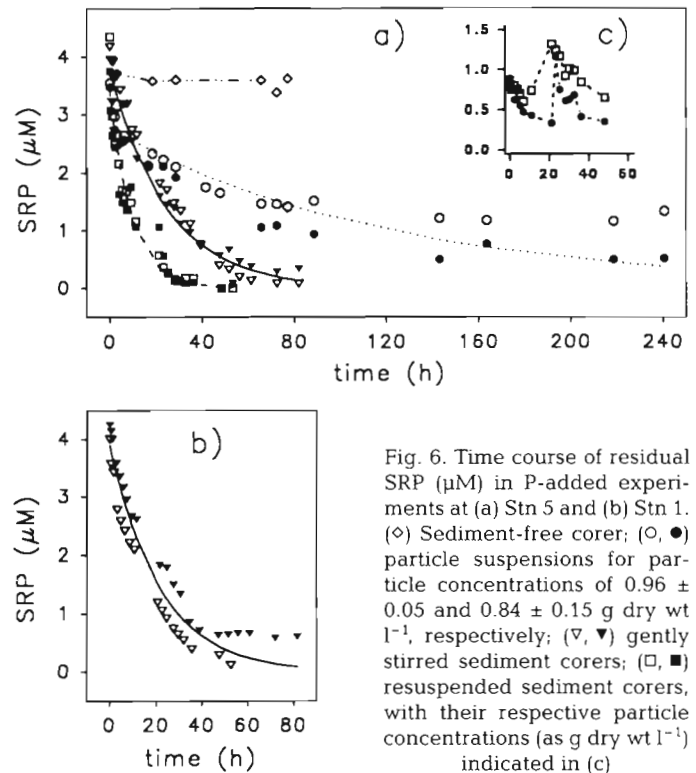 a)
c)
1.5
1.0
0.5
0.0
0 20 40 60
4
3
2
1
0
SRP (μM)
0 40 80 120 160 200 240
time (h)
b)
4
3
2
1
0
SRP (μM)
0 20 40 60 80
time (h)
Fig. 6. Time course of residual
SRP (μM) in P-added experi-
ments at (a) Stn 5 and (b) Stn 1.
(◇) Sediment-free corer; (○, ●)
particle suspensions for par-
ticle concentrations of 0.96 ±
0.05 and 0.84 ± 0.15 g dry wt
l⁻¹, respectively; (▽, ▼) gently
stirred sediment corers; (□, ■)
resuspended sediment corers,
with their respective particle
concentrations (as g dry wt l⁻¹)
indicated in (c)